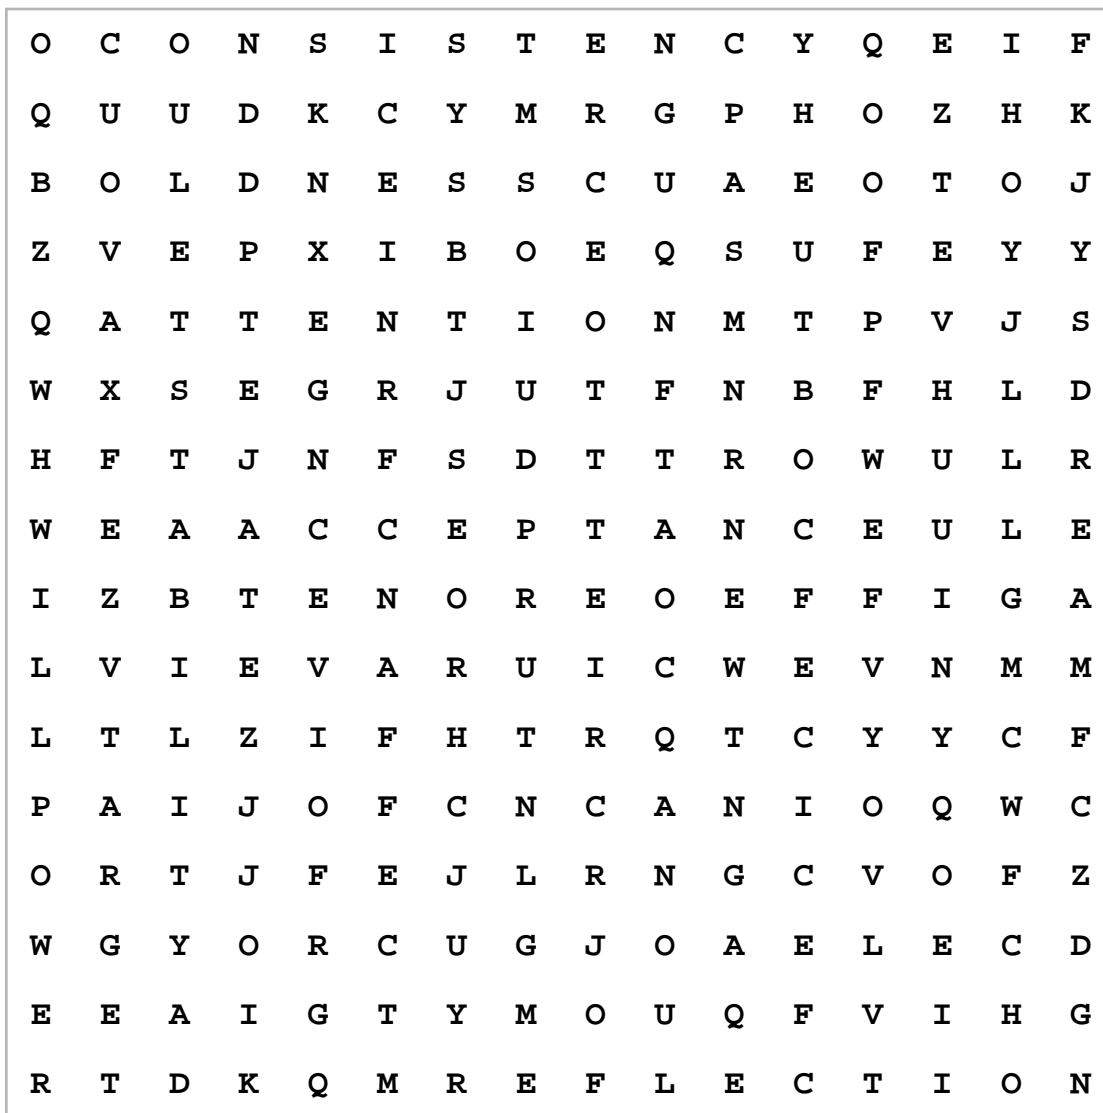 O C O N S I S T E N C Y Q E I F
Q U U D K C Y M R G P H O Z H K
B O L D N E S S C U A E O T O J
Z V E P X I B O E Q S U F E Y Y
Q A T T E N T I O N M T P V J S
W X S E G R J U T F N B F H L D
H F T J N F S D T T R O W U L R
W E A A C C E P T A N C E U L E
I Z B T E N O R E O E F F I G A
L V I E V A R U I C W E V N M M
L T L Z I F H T R Q T C Y Y C F
P A I J O F C N C A N I O Q W C
O R T J F E J L R N G C V O F Z
W G Y O R C U G J O A E L E C D
E E A I G T Y M O U Q F V I H G
R T D K Q M R E F L E C T I O N